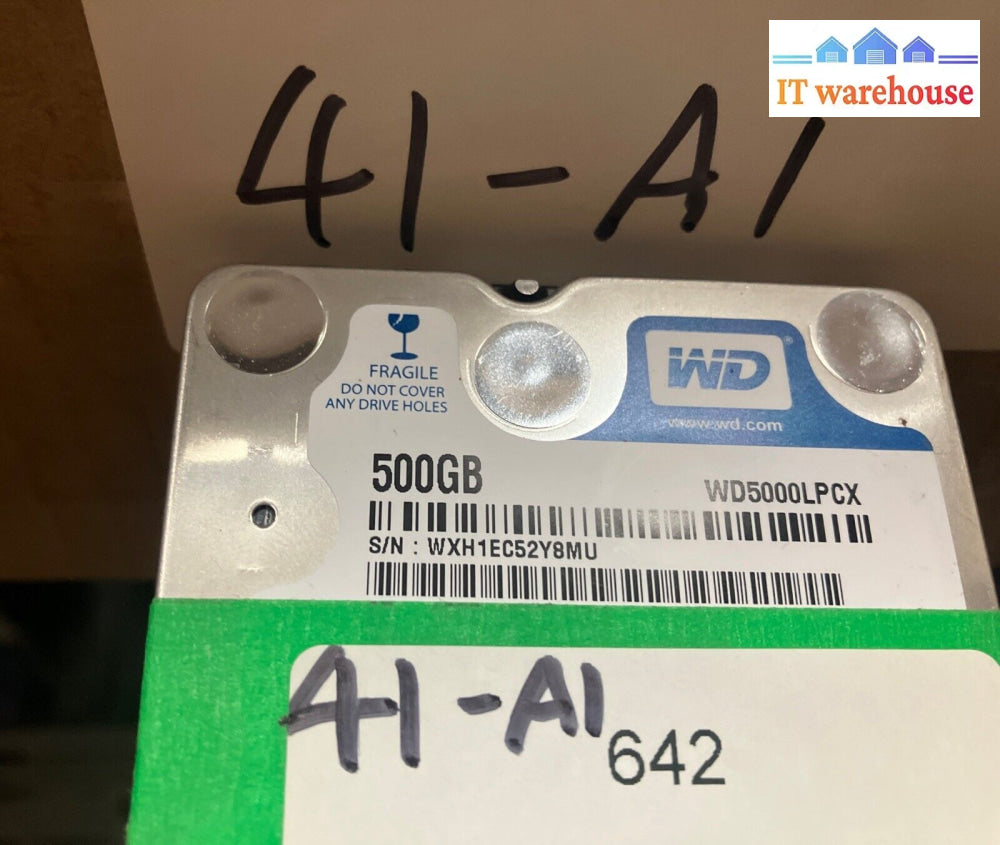 IT warehouse
41-A1
FRAGILE
DO NOT COVER
ANY DRIVE HOLES
WD®
www.wd.com
500GB
WD5000LPCX
S/N : WXH1EC52Y8MU
41-A1
642